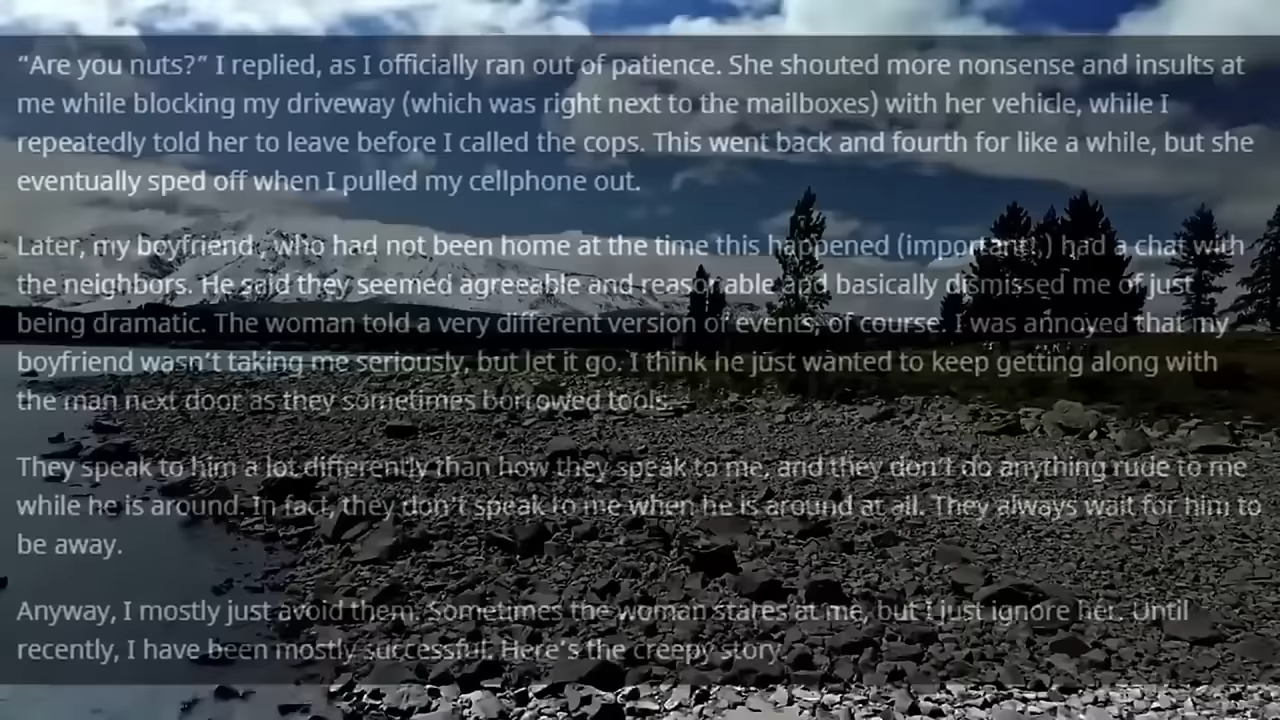 “Are you nuts?” I replied, as I officially ran out of patience. She shouted more nonsense and insults at
me while blocking my driveway (which was right next to the mailboxes) with her vehicle, while I
repeatedly told her to leave before I called the cops. This went back and fourth for like a while, but she
eventually sped off when I pulled my cellphone out.
Later, my boyfriend , who had not been home at the time this happened (important!,) had a chat with
the neighbors. He said they seemed agreeable and reasonable and basically dismissed me of just
being dramatic. The woman told a very different version of events, of course. I was annoyed that my
boyfriend wasn’t taking me seriously, but let it go. I think he just wanted to keep getting along with
the man next door as they sometimes borrowed tools.
They speak to him a lot differently than how they speak to me, and they don’t do anything rude to me
while he is around. In fact, they don’t speak to me when he is around at all. They always wait for him to
be away.
Anyway, I mostly just avoid them. Sometimes the woman stares at me, but I just ignore her. Until
recently, I have been mostly successful. Here’s the creepy story.